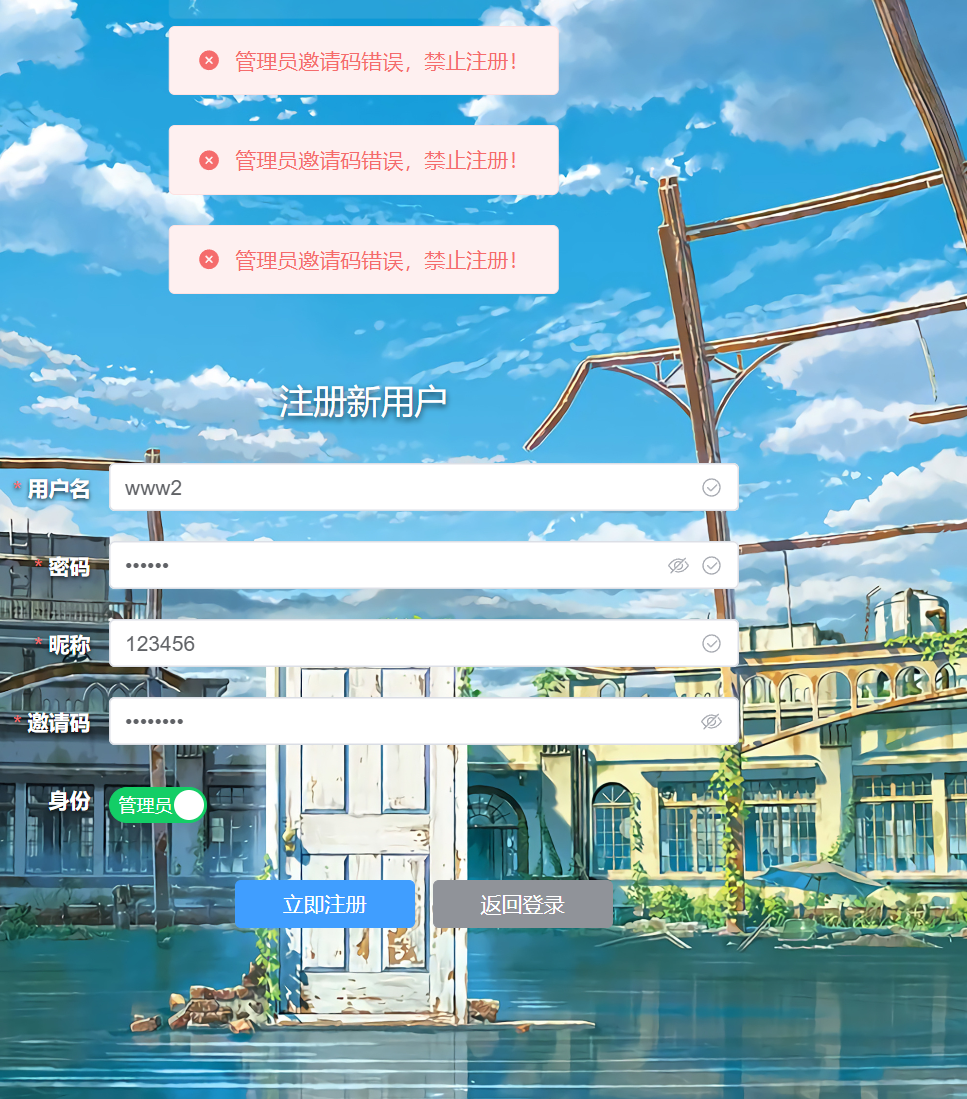 管理员邀请码错误，禁止注册！
管理员邀请码错误，禁止注册！
管理员邀请码错误，禁止注册！
注册新用户
* 用户名 www2
* 密码 ••••••
* 昵称 123456
* 邀请码 ••••••••
身份 管理员
立即注册 返回登录